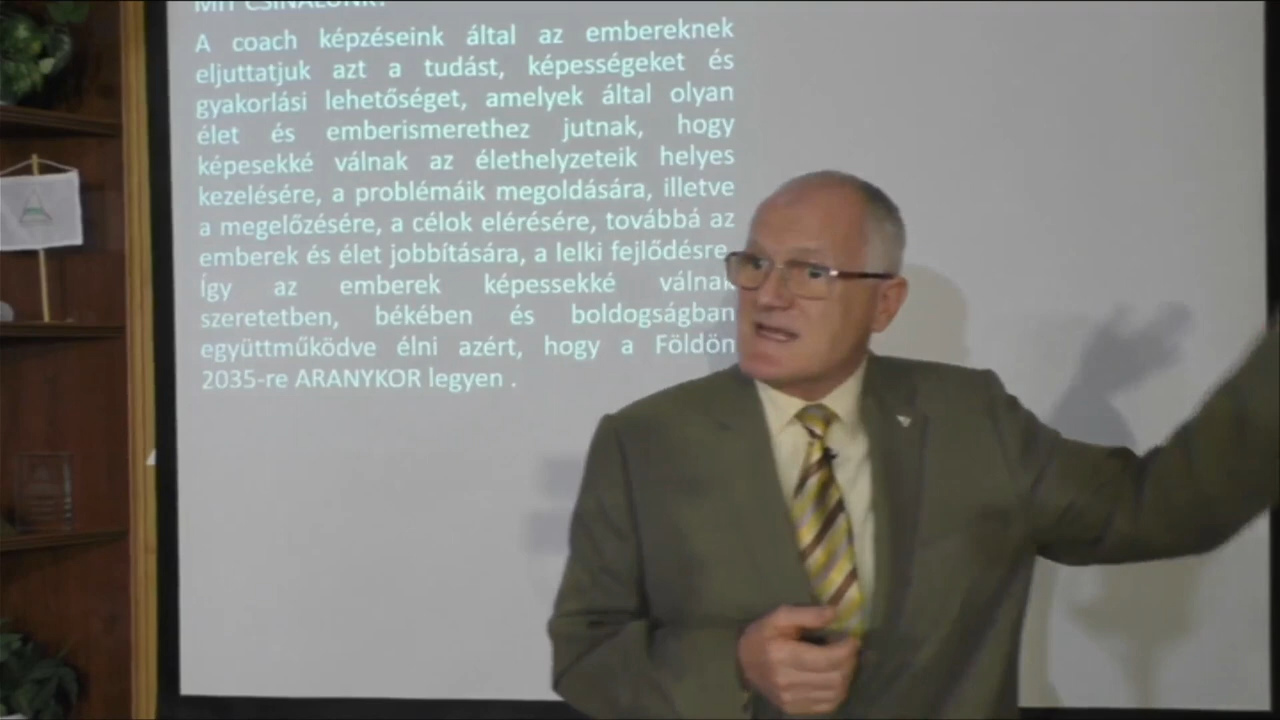 MIT CSINÁLUNK?
A coach képzéseink által az embereknek
eljuttatjuk azt a tudást, képességeket és
gyakorlási lehetőséget, amelyek által olyan
élet és emberismerethez jutnak, hogy
képesekké válnak az élethelyzeteik helyes
kezelésére, a problémáik megoldására, illetve
a megelőzésére, a célok elérésére, továbbá az
emberek és élet jobbítására, a lelki fejlődésre.
Így az emberek képessekké válnak
szeretetben, békében és boldogságban
együttműködve élni azért, hogy a Földön
2035-re ARANYKOR legyen .